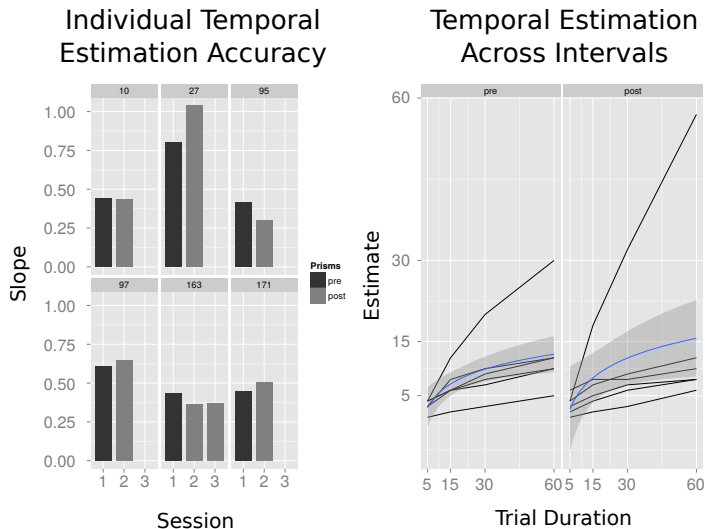 Individual Temporal
Estimation Accuracy
10 27 95
1.00
0.75
0.50
0.25
0.00
97 163 171
1.00
0.75
0.50
0.25
0.00
1 2 3 1 2 3 1 2 3
Slope
Session
Prisms
pre
post
Temporal Estimation
Across Intervals
pre post
60
30
15
5
5 15 30 60 5 15 30 60
Estimate
Trial Duration